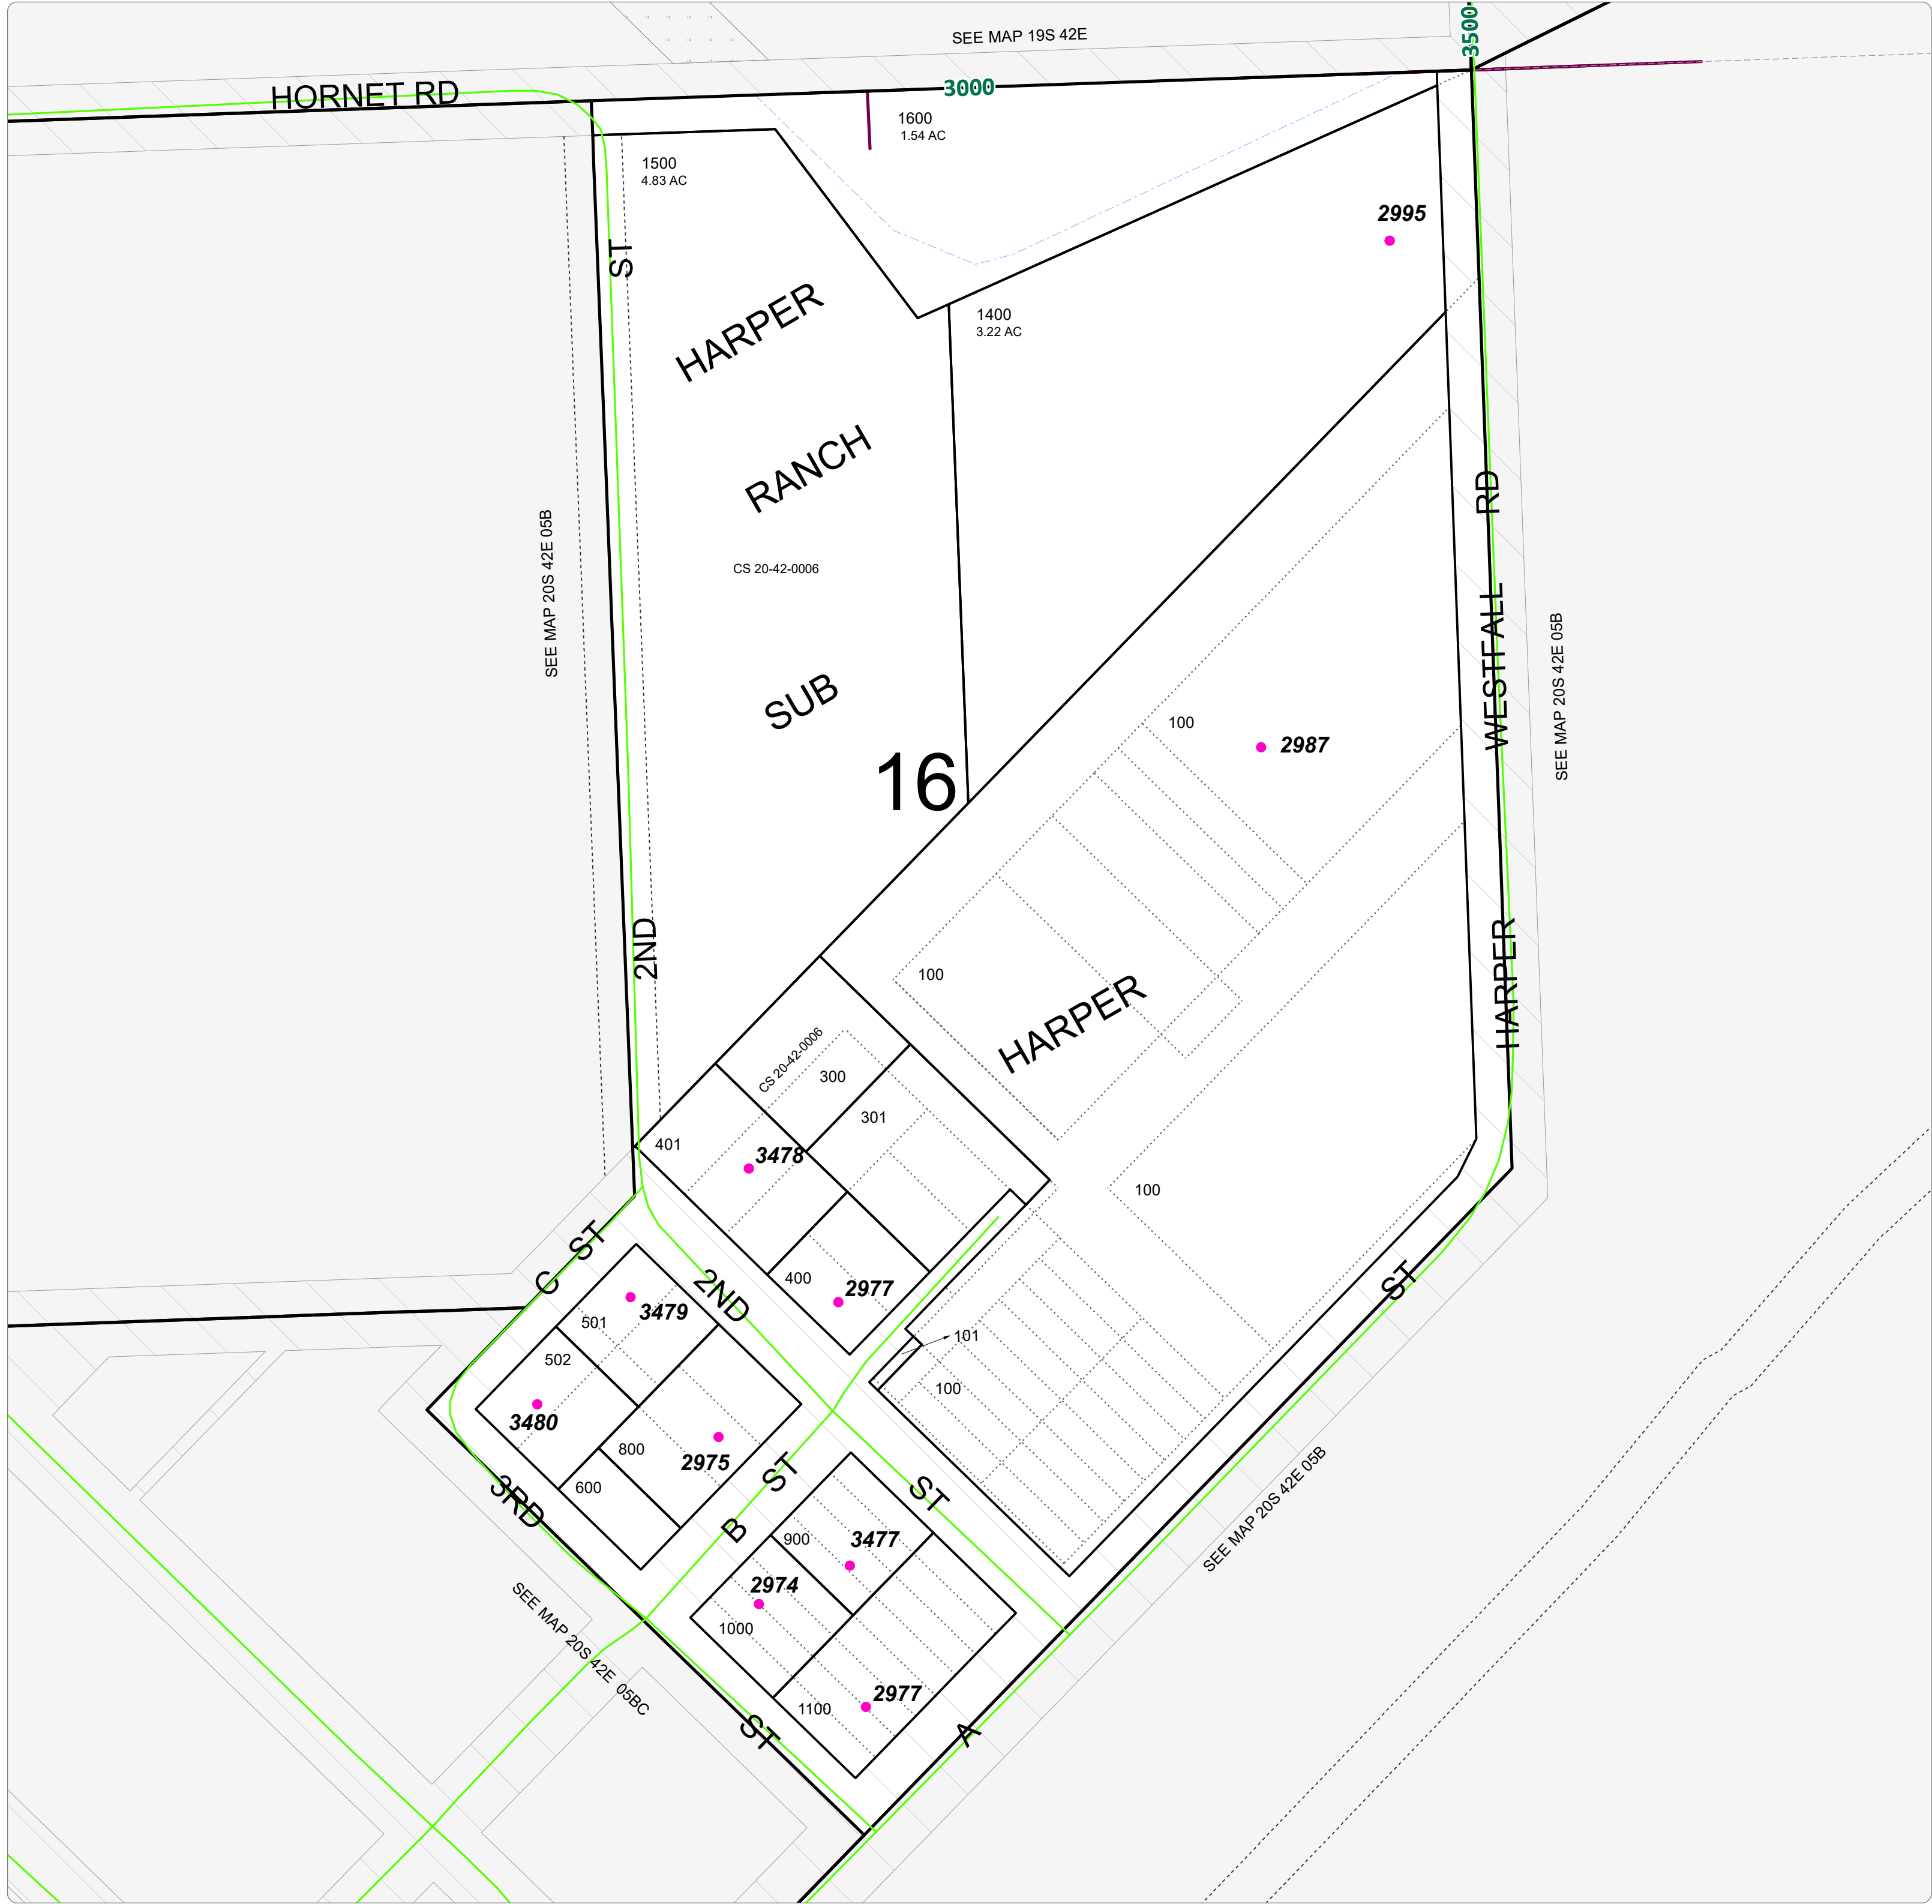 SEE MAP 19S 42E
3500
HORNET RD
3000
1600
1.54 AC
1500
4.83 AC
2995
ST
HARPER
1400
3.22 AC
RANCH
RD
SEE MAP 20S 42E 05B
CS 20-42-0006
WESTFALL
SEE MAP 20S 42E 05B
SUB
100
2987
16
2ND
100
HARPER
HARPER
CS 20-42-0006
300
301
401
3478
100
C ST
2ND
400
2977
ST
501
3479
101
502
100
3480
800
2975
600
3RD
B ST
ST
SEE MAP 20S 42E 05B
900
3477
2974
1000
SEE MAP 20S 42E 05BC
2977
1100
ST
A